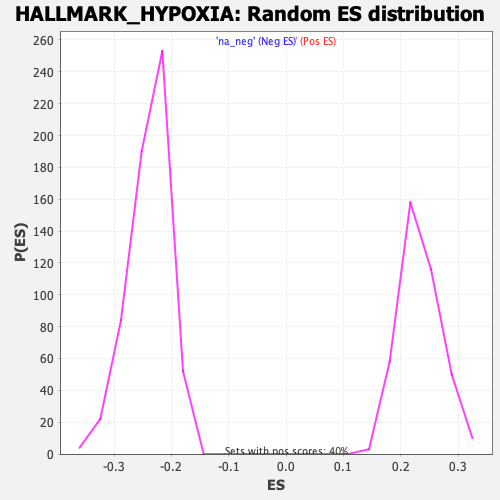 HALLMARK_HYPOXIA: Random ES distribution
'na_neg' (Neg ES)' (Pos ES)
260
240
220
200
180
160
140
120
100
80
60
40
20
0
P(ES)
Sets with pos scores: 40%
-0.3 -0.2 -0.1 0.0 0.1 0.2 0.3
ES